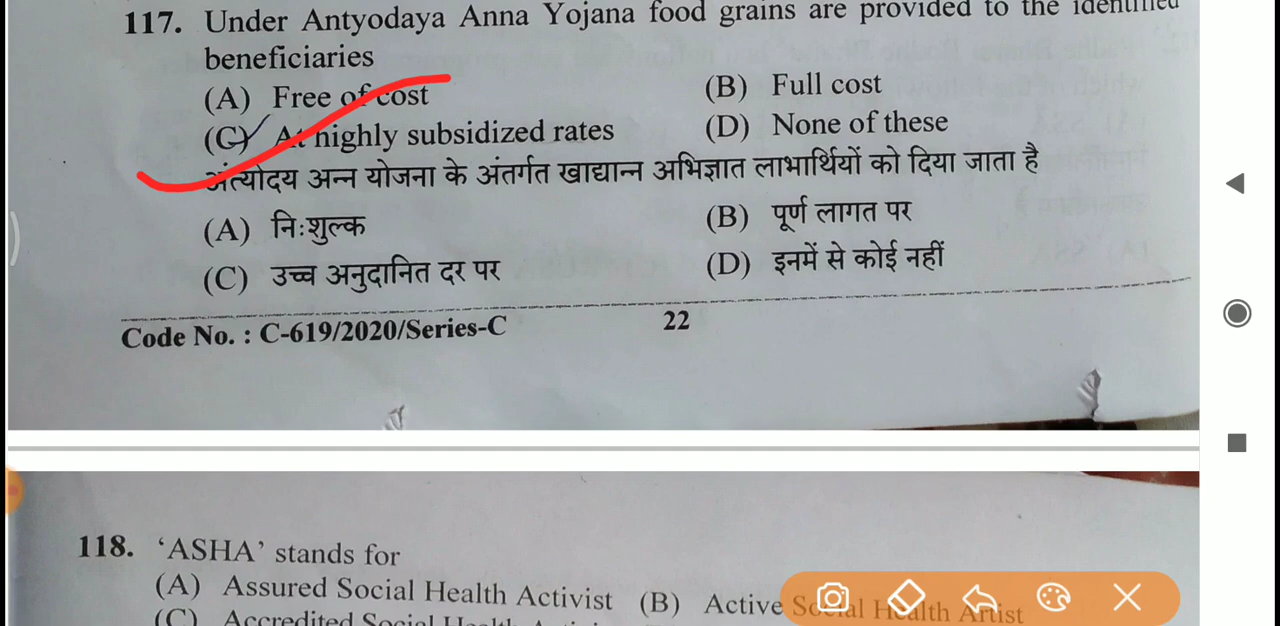 117. Under Antyodaya Anna Yojana food grains are provided to the identified
beneficiaries
(A) Free of cost (B) Full cost
(C) At highly subsidized rates (D) None of these
अंत्योदय अन्न योजना के अंतर्गत खाद्यान्न अभिज्ञात लाभार्थियों को दिया जाता है
(A) निःशुल्क (B) पूर्ण लागत पर
(C) उच्च अनुदानित दर पर (D) इनमें से कोई नहीं
Code No. : C-619/2020/Series-C 22
118. ‘ASHA’ stands for
(A) Assured Social Health Activist (B) Active Social Health Artist
(C) Accredited Social Health